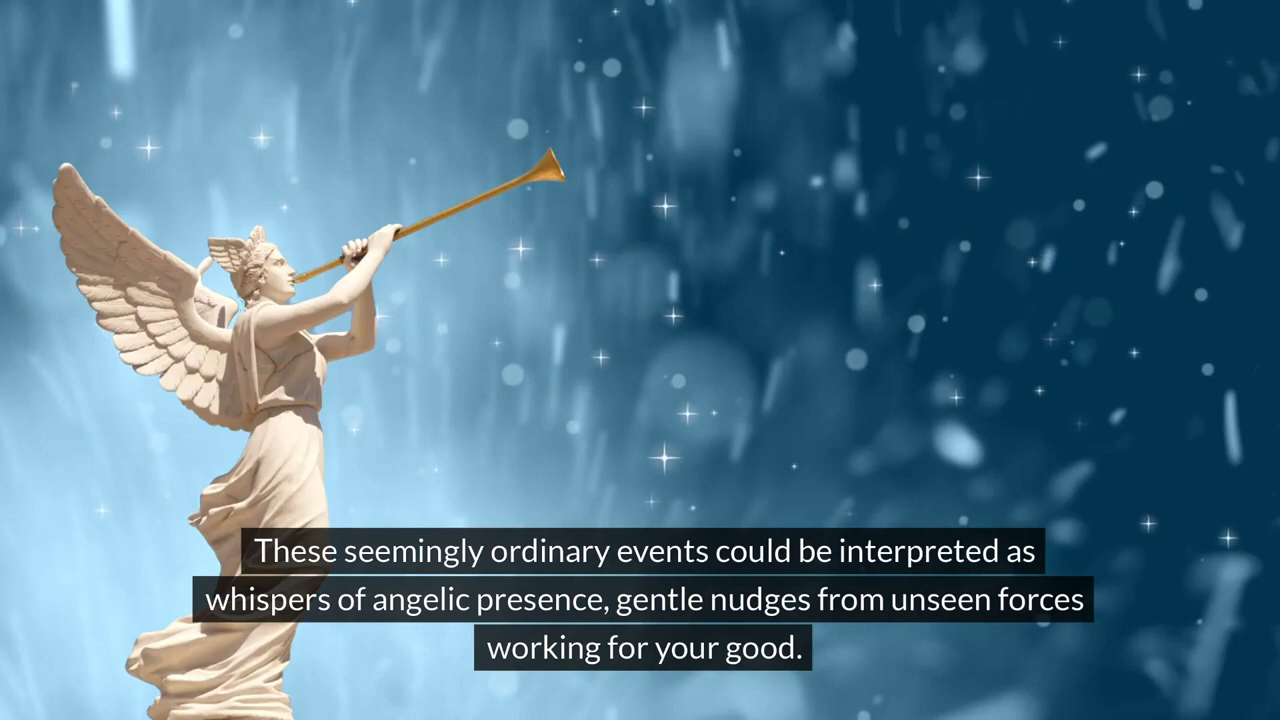 These seemingly ordinary events could be interpreted as
whispers of angelic presence, gentle nudges from unseen forces
working for your good.